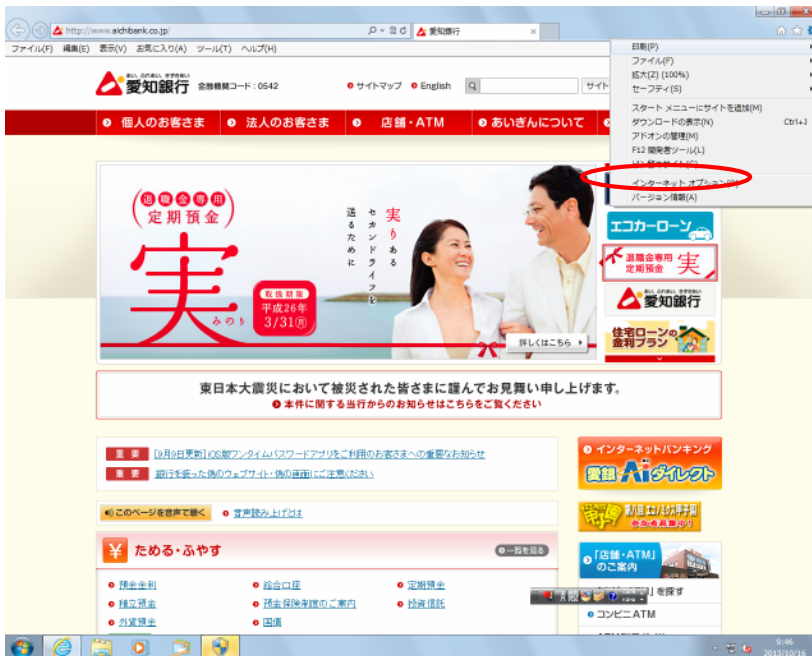 http://www.aichibank.co.jp/
愛知銀行
ファイル(F) 編集(E) 表示(V) お気に入り(A) ツール(T) ヘルプ(H)
印刷(P)
ファイル(F)
拡大(Z) (100%)
セーフティ(S)
スタート メニューにサイトを追加(M)
ダウンロードの表示(N) Ctrl+J
アドオンの管理(M)
F12 開発者ツール(L)
インターネット オプション(O)
バージョン情報(A)
愛知銀行 金融機関コード：0542
サイトマップ English
サイト
個人のお客さま 法人のお客さま 店舗・ATM あいぎんについて
退職金専用
定期預金
実
みのり
取扱期限
平成26年
3/31㊊
実りある
セカンドライフを
送るために
詳しくはこちら
エコカーローン
退職金専用
定期預金 実
愛知銀行
住宅ローンの
金利プラン
東日本大震災において被災された皆さまに謹んでお見舞い申し上げます。
本件に関する当行からのお知らせはこちらをご覧ください
重要 [9月9日更新]iOS版ワンタイムパスワードアプリをご利用のお客さまへの重要なお知らせ
重要 銀行を装った偽のウェブサイト・偽の画面にご注意ください
インターネットバンキング
愛銀Aiダイレクト
このページを音声で聴く 音声読み上げとは
参加者募集中！
ためる・ふやす
一覧を見る
「店舗・ATM」
のご案内
預金金利 総合口座 定期預金
積立預金 預金保険制度のご案内 投資信託
外貨預金 国債
を探す
コンビニATM
9:46
2013/10/16